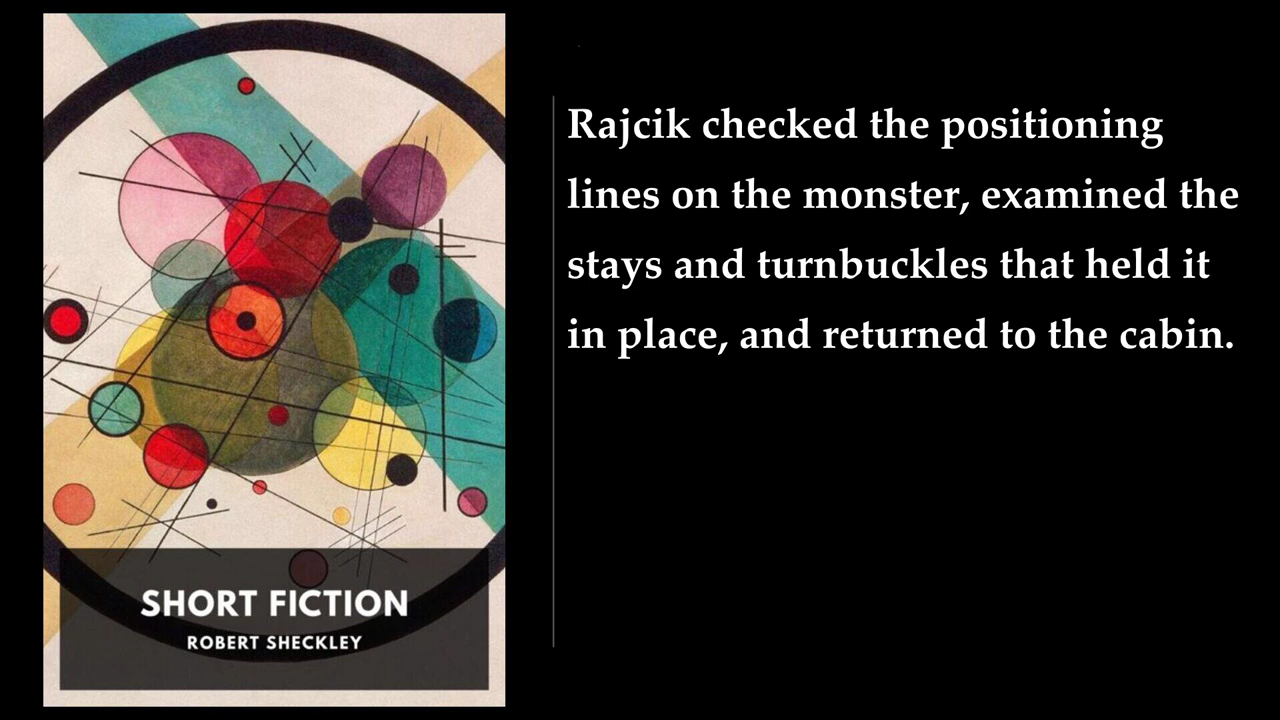 SHORT FICTION
ROBERT SHECKLEY
Rajcik checked the positioning
lines on the monster, examined the
stays and turnbuckles that held it
in place, and returned to the cabin.